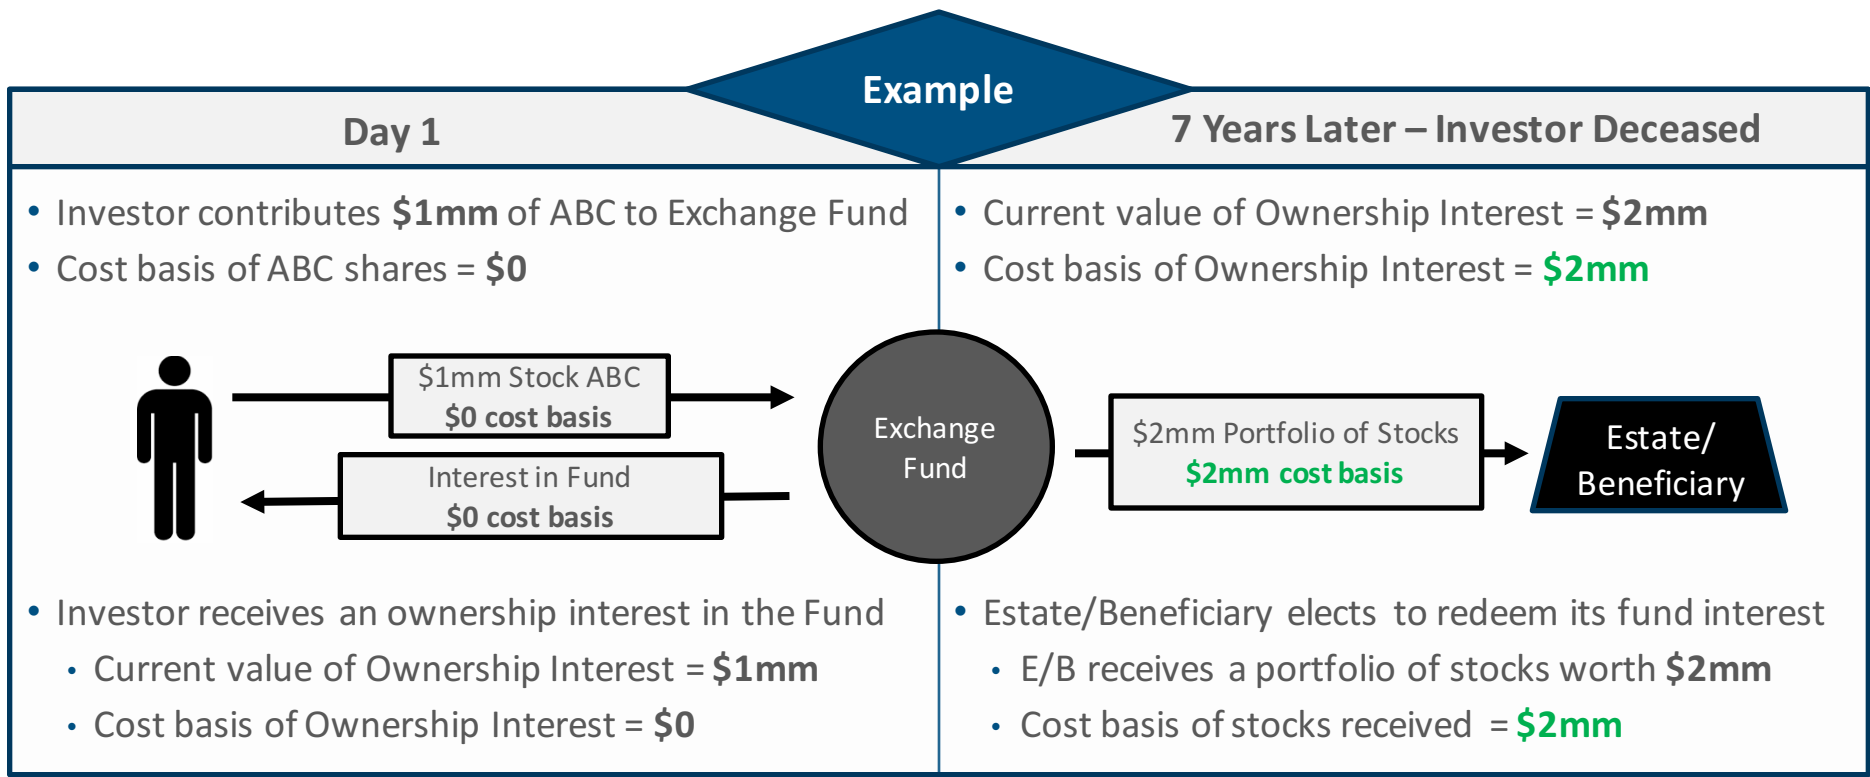 Example
Day 1
7 Years Later – Investor Deceased
• Investor contributes $1mm of ABC to Exchange Fund
• Cost basis of ABC shares = $0
$1mm Stock ABC
$0 cost basis
Interest in Fund
$0 cost basis
• Investor receives an ownership interest in the Fund
• Current value of Ownership Interest = $1mm
• Cost basis of Ownership Interest = $0
Exchange
Fund
• Current value of Ownership Interest = $2mm
• Cost basis of Ownership Interest = $2mm
$2mm Portfolio of Stocks
$2mm cost basis
Estate/
Beneficiary
• Estate/Beneficiary elects to redeem its fund interest
• E/B receives a portfolio of stocks worth $2mm
• Cost basis of stocks received = $2mm